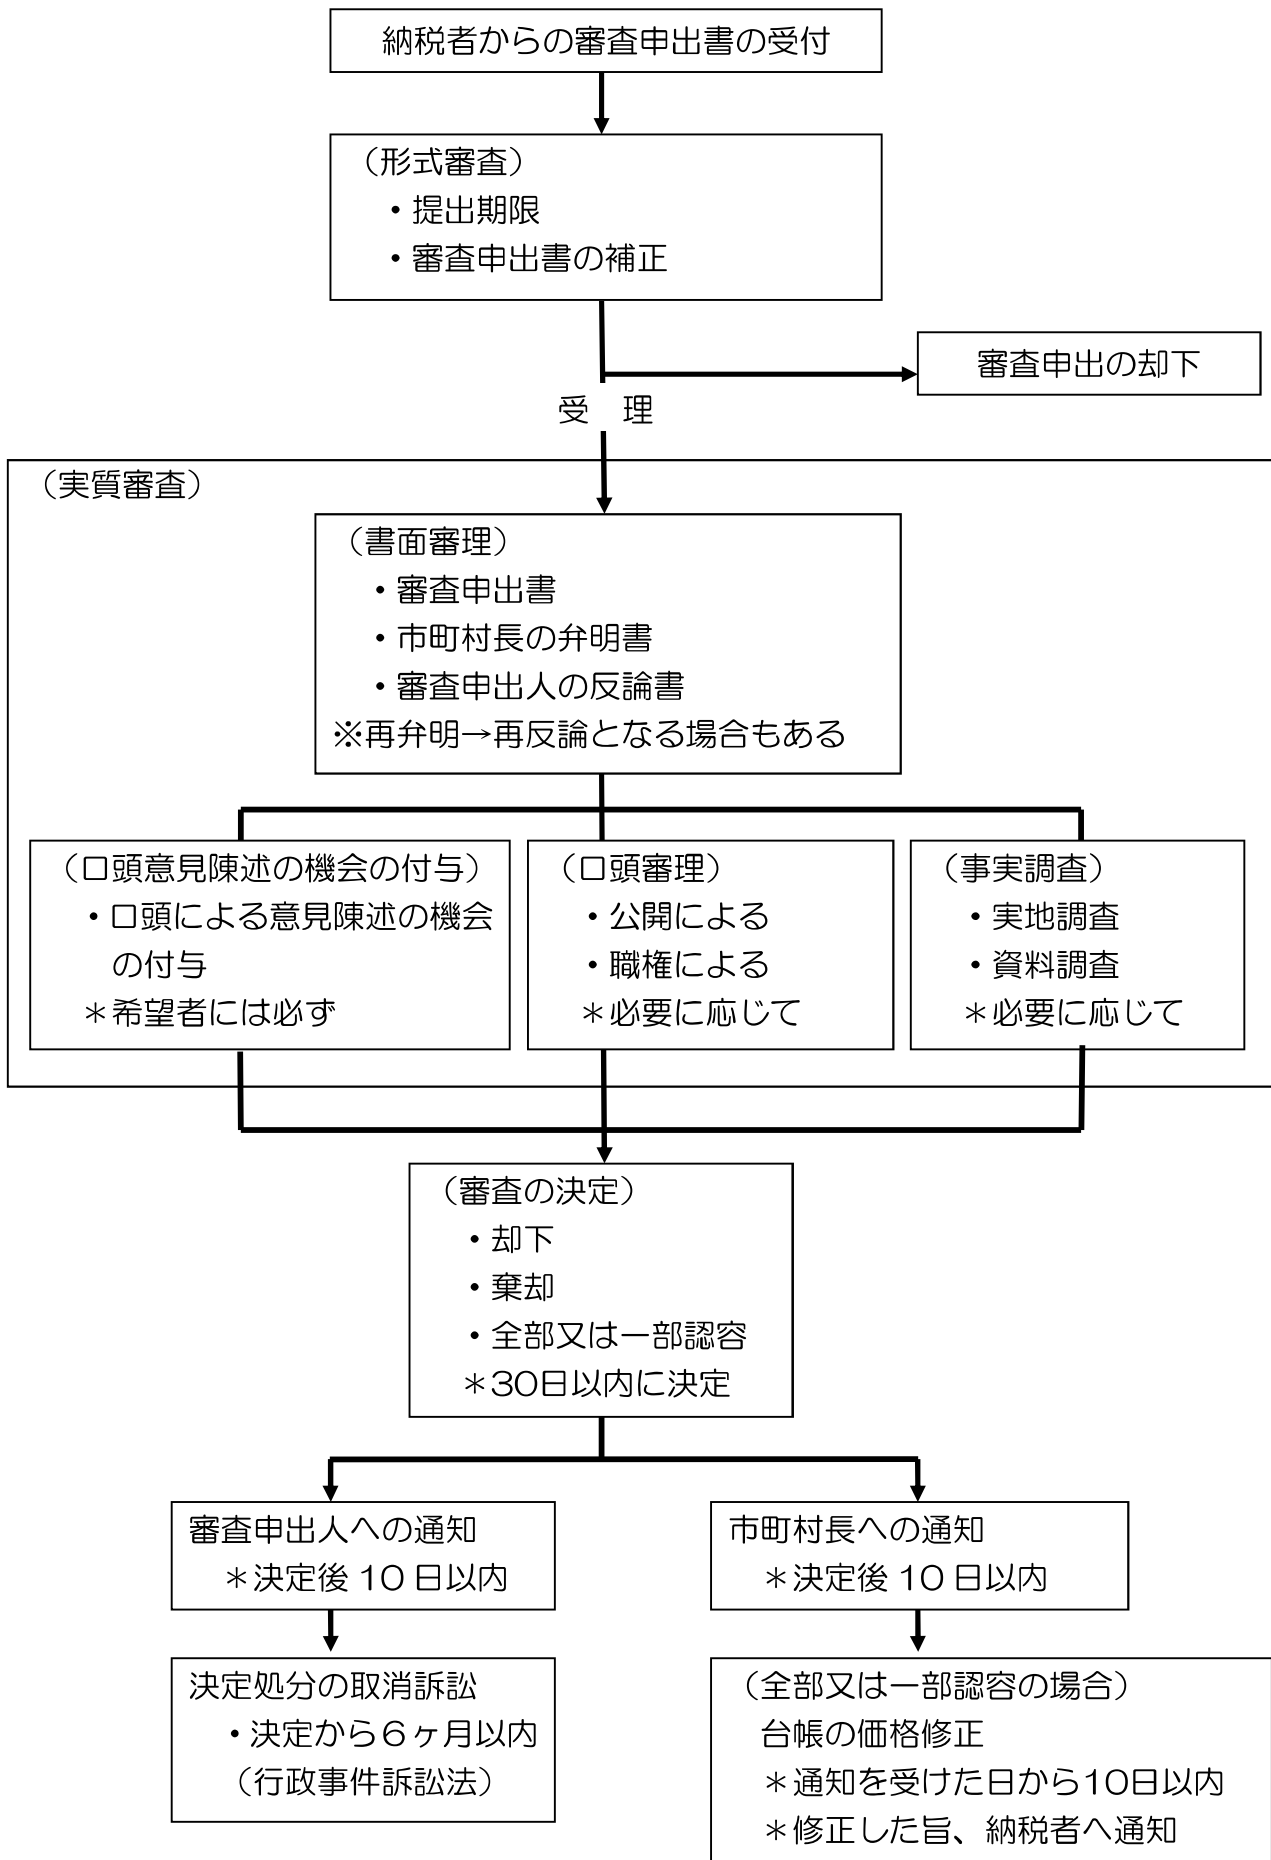 納税者からの審査申出書の受付
（形式審査）
・提出期限
・審査申出書の補正
審査申出の却下
受　理
（実質審査）
（書面審理）
・審査申出書
・市町村長の弁明書
・審査申出人の反論書
※再弁明→再反論となる場合もある
（口頭意見陳述の機会の付与）
・口頭による意見陳述の機会
の付与
＊希望者には必ず
（口頭審理）
・公開による
・職権による
＊必要に応じて
（事実調査）
・実地調査
・資料調査
＊必要に応じて
（審査の決定）
・却下
・棄却
・全部又は一部認容
＊30日以内に決定
審査申出人への通知
＊決定後 10 日以内
市町村長への通知
＊決定後 10 日以内
決定処分の取消訴訟
・決定から６ヶ月以内
（行政事件訴訟法）
（全部又は一部認容の場合）
台帳の価格修正
＊通知を受けた日から10日以内
＊修正した旨、納税者へ通知